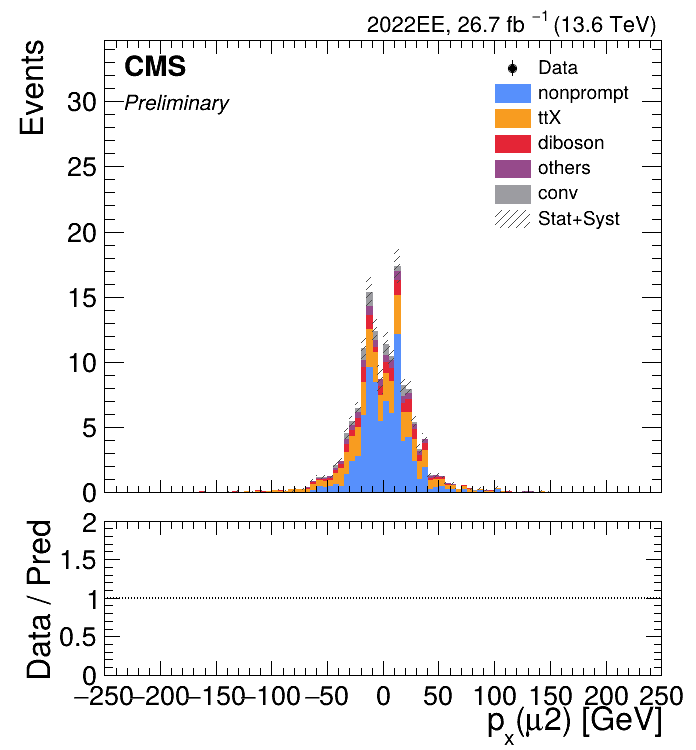 2022EE, 26.7 fb⁻¹ (13.6 TeV)
CMS
Preliminary
Events
Data
nonprompt
ttX
diboson
others
conv
Stat+Syst
30
25
20
15
10
5
0
Data / Pred
2
1.5
1
0.5
0
−250 −200 −150 −100 −50 0 50 100 150 200 250
pₓ(μ2) [GeV]